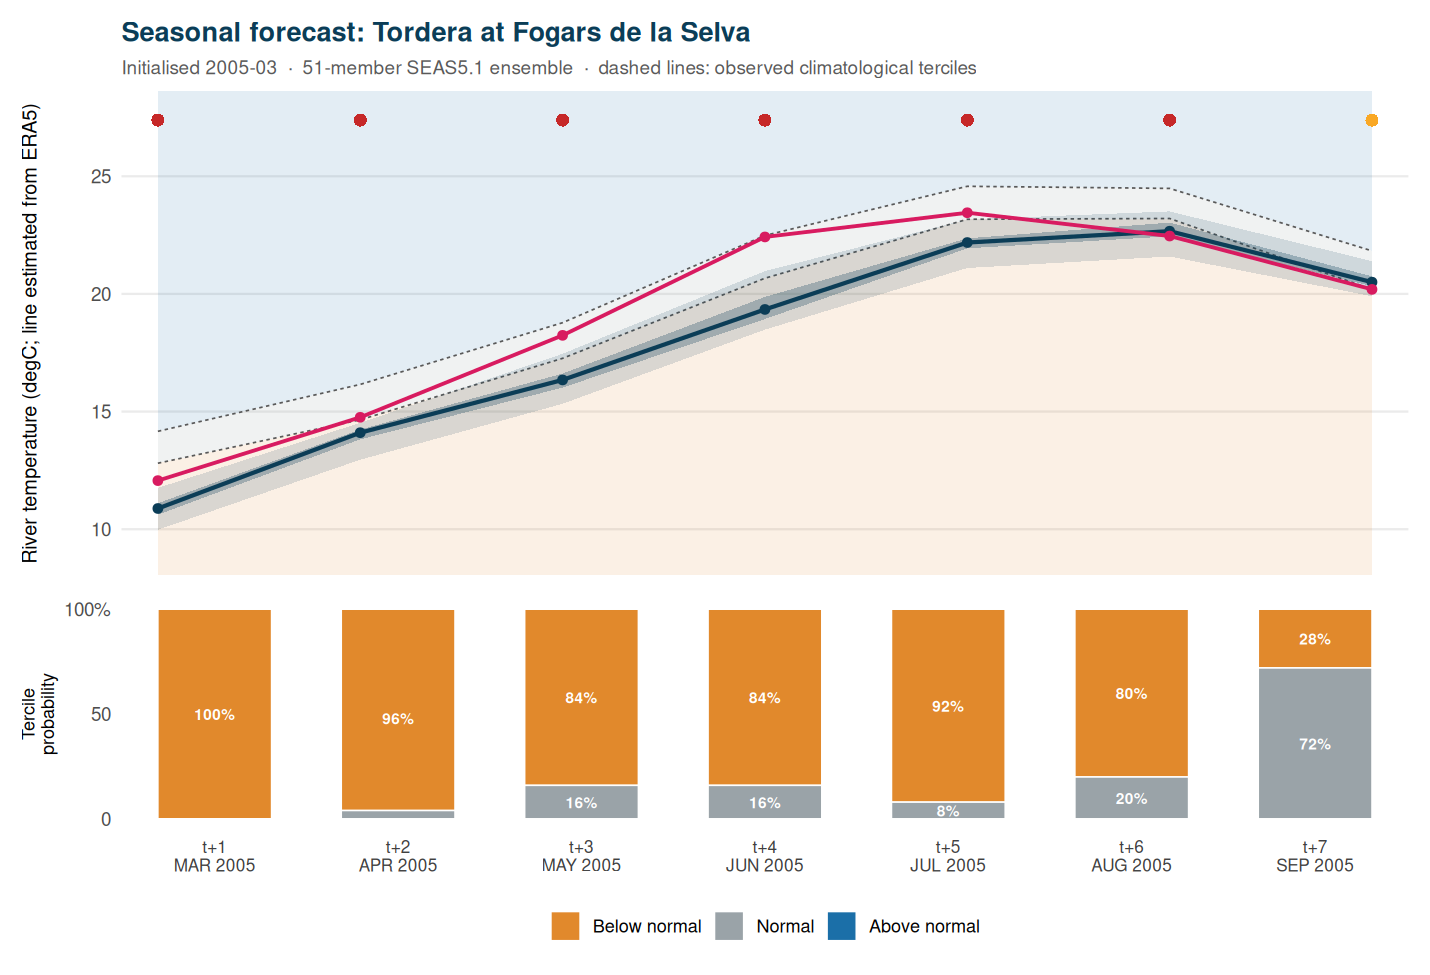 Seasonal forecast: Tordera at Fogars de la Selva
Initialised 2005-03 · 51-member SEAS5.1 ensemble · dashed lines: observed climatological terciles
River temperature (degC; line estimated from ERA5)
25
20
15
10
Tercile
probability
100%
50
0
100%
96%
84%
16%
84%
16%
92%
8%
80%
20%
28%
72%
t+1
MAR 2005
t+2
APR 2005
t+3
MAY 2005
t+4
JUN 2005
t+5
JUL 2005
t+6
AUG 2005
t+7
SEP 2005
Below normal
Normal
Above normal